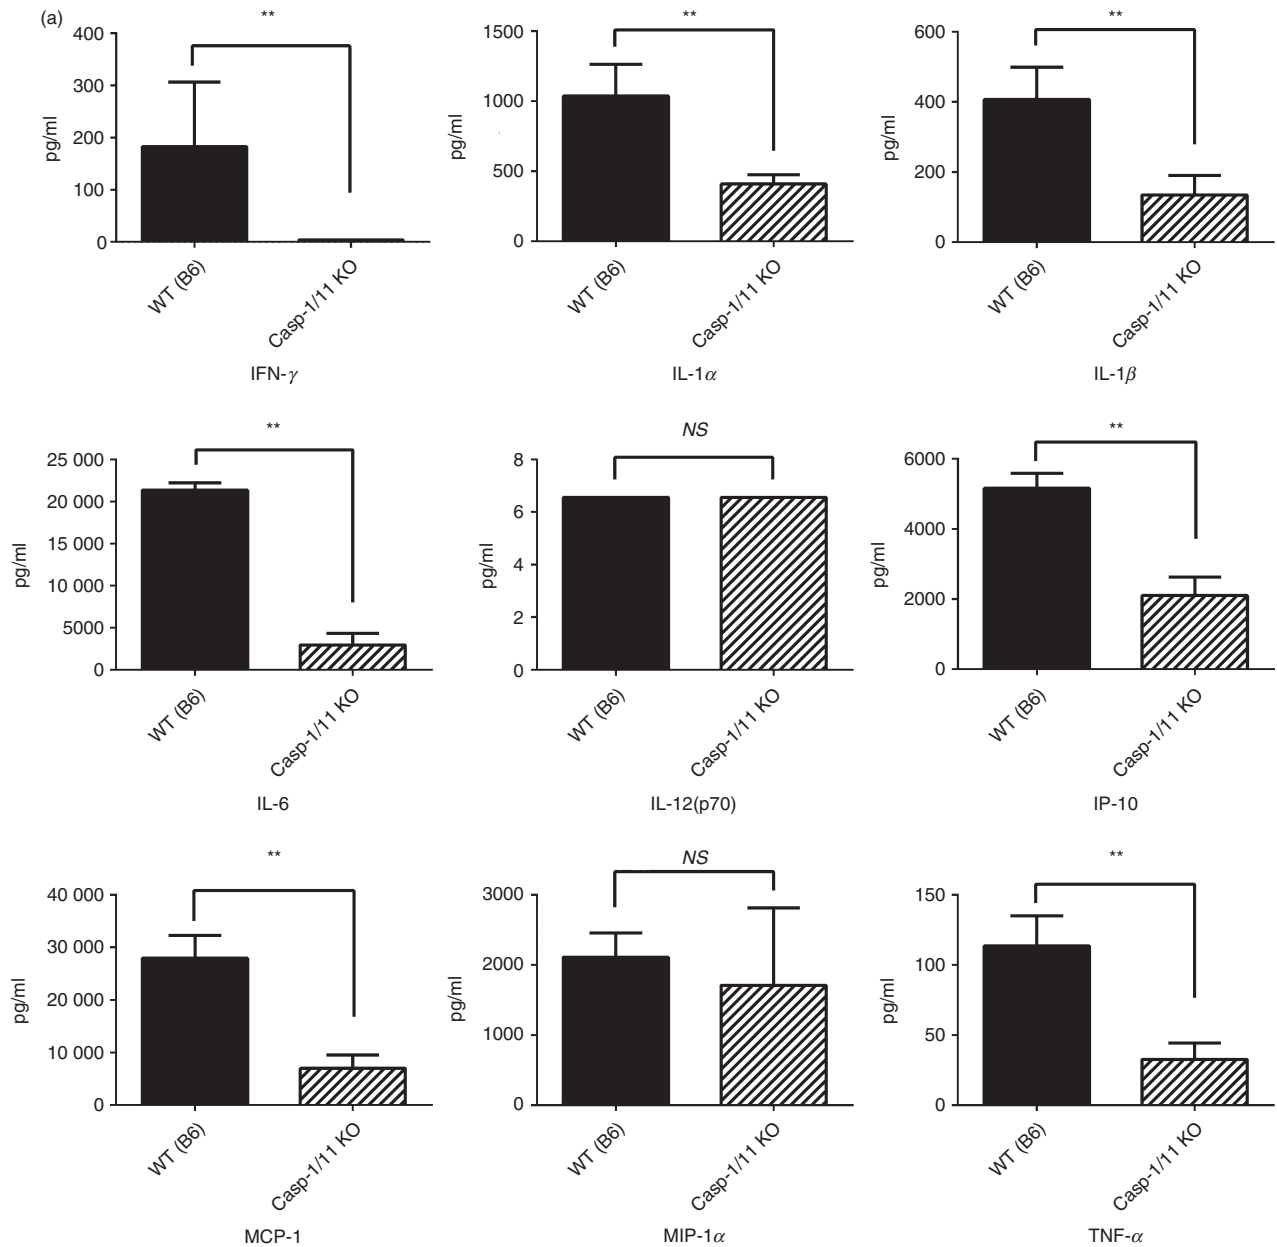 (a)
**
400
300
200
100
0
pg/ml
WT (B6)
Casp-1/11 KO
IFN-γ
**
1500
1000
500
0
pg/ml
WT (B6)
Casp-1/11 KO
IL-1α
**
600
400
200
0
pg/ml
WT (B6)
Casp-1/11 KO
IL-1β
**
25 000
20 000
15 000
10 000
5000
0
pg/ml
WT (B6)
Casp-1/11 KO
IL-6
NS
8
6
4
2
0
pg/ml
WT (B6)
Casp-1/11 KO
IL-12(p70)
**
6000
4000
2000
0
pg/ml
WT (B6)
Casp-1/11 KO
IP-10
**
40 000
30 000
20 000
10 000
0
pg/ml
WT (B6)
Casp-1/11 KO
MCP-1
NS
3000
2000
1000
0
pg/ml
WT (B6)
Casp-1/11 KO
MIP-1α
**
150
100
50
0
pg/ml
WT (B6)
Casp-1/11 KO
TNF-α